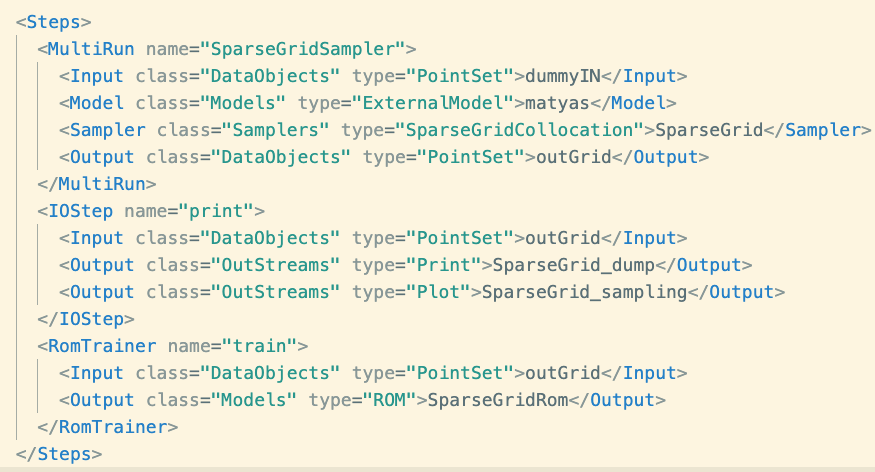 <Steps>
<MultiRun name="SparseGridSampler">
<Input class="DataObjects" type="PointSet">dummyIN</Input>
<Model class="Models" type="ExternalModel">matyas</Model>
<Sampler class="Samplers" type="SparseGridCollocation">SparseGrid</Sampler>
<Output class="DataObjects" type="PointSet">outGrid</Output>
</MultiRun>
<IOStep name="print">
<Input class="DataObjects" type="PointSet">outGrid</Input>
<Output class="OutStreams" type="Print">SparseGrid_dump</Output>
<Output class="OutStreams" type="Plot">SparseGrid_sampling</Output>
</IOStep>
<RomTrainer name="train">
<Input class="DataObjects" type="PointSet">outGrid</Input>
<Output class="Models" type="ROM">SparseGridRom</Output>
</RomTrainer>
</Steps>